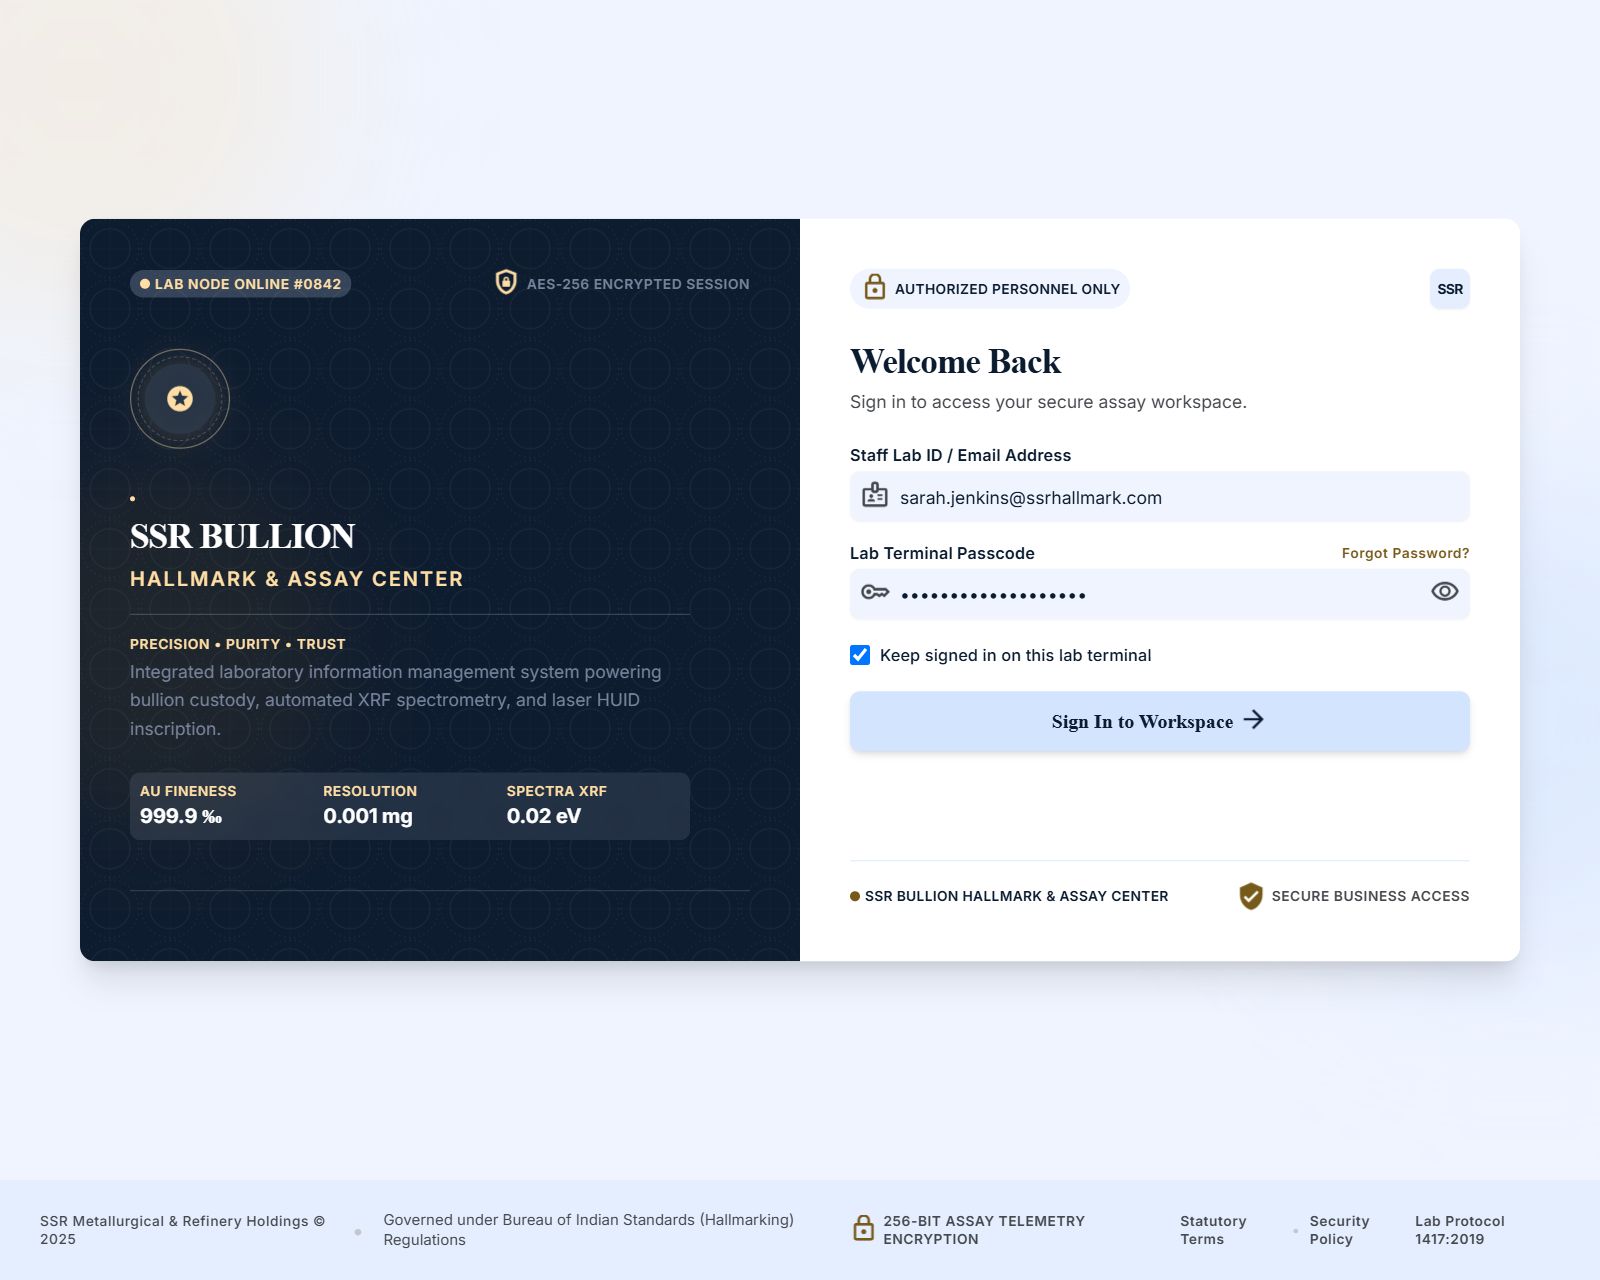 LAB NODE ONLINE #0842
AES-256 ENCRYPTED SESSION
SSR BULLION
HALLMARK & ASSAY CENTER
PRECISION • PURITY • TRUST
Integrated laboratory information management system powering
bullion custody, automated XRF spectrometry, and laser HUID
inscription.
AU FINENESS
999.9 ‰
RESOLUTION
0.001 mg
SPECTRA XRF
0.02 eV
AUTHORIZED PERSONNEL ONLY
SSR
Welcome Back
Sign in to access your secure assay workspace.
Staff Lab ID / Email Address
sarah.jenkins@ssrhallmark.com
Lab Terminal Passcode
Forgot Password?
•••••••••••••••••••
Keep signed in on this lab terminal
Sign In to Workspace
SSR BULLION HALLMARK & ASSAY CENTER
SECURE BUSINESS ACCESS
SSR Metallurgical & Refinery Holdings ©
2025
Governed under Bureau of Indian Standards (Hallmarking)
Regulations
256-BIT ASSAY TELEMETRY
ENCRYPTION
Statutory
Terms
Security
Policy
Lab Protocol
1417:2019